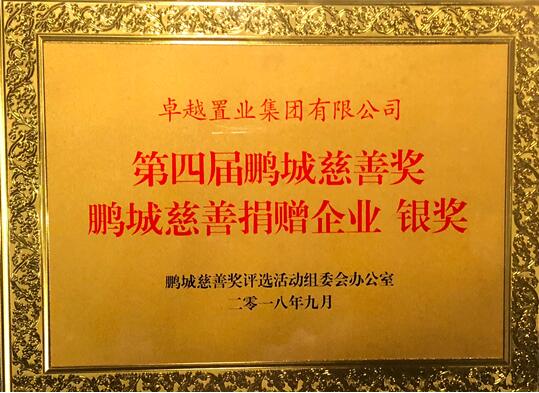 卓越置业集团有限公司
第四届鹏城慈善奖
鹏城慈善捐赠企业 银奖
鹏城慈善奖评选活动组委会办公室
二零一八年九月